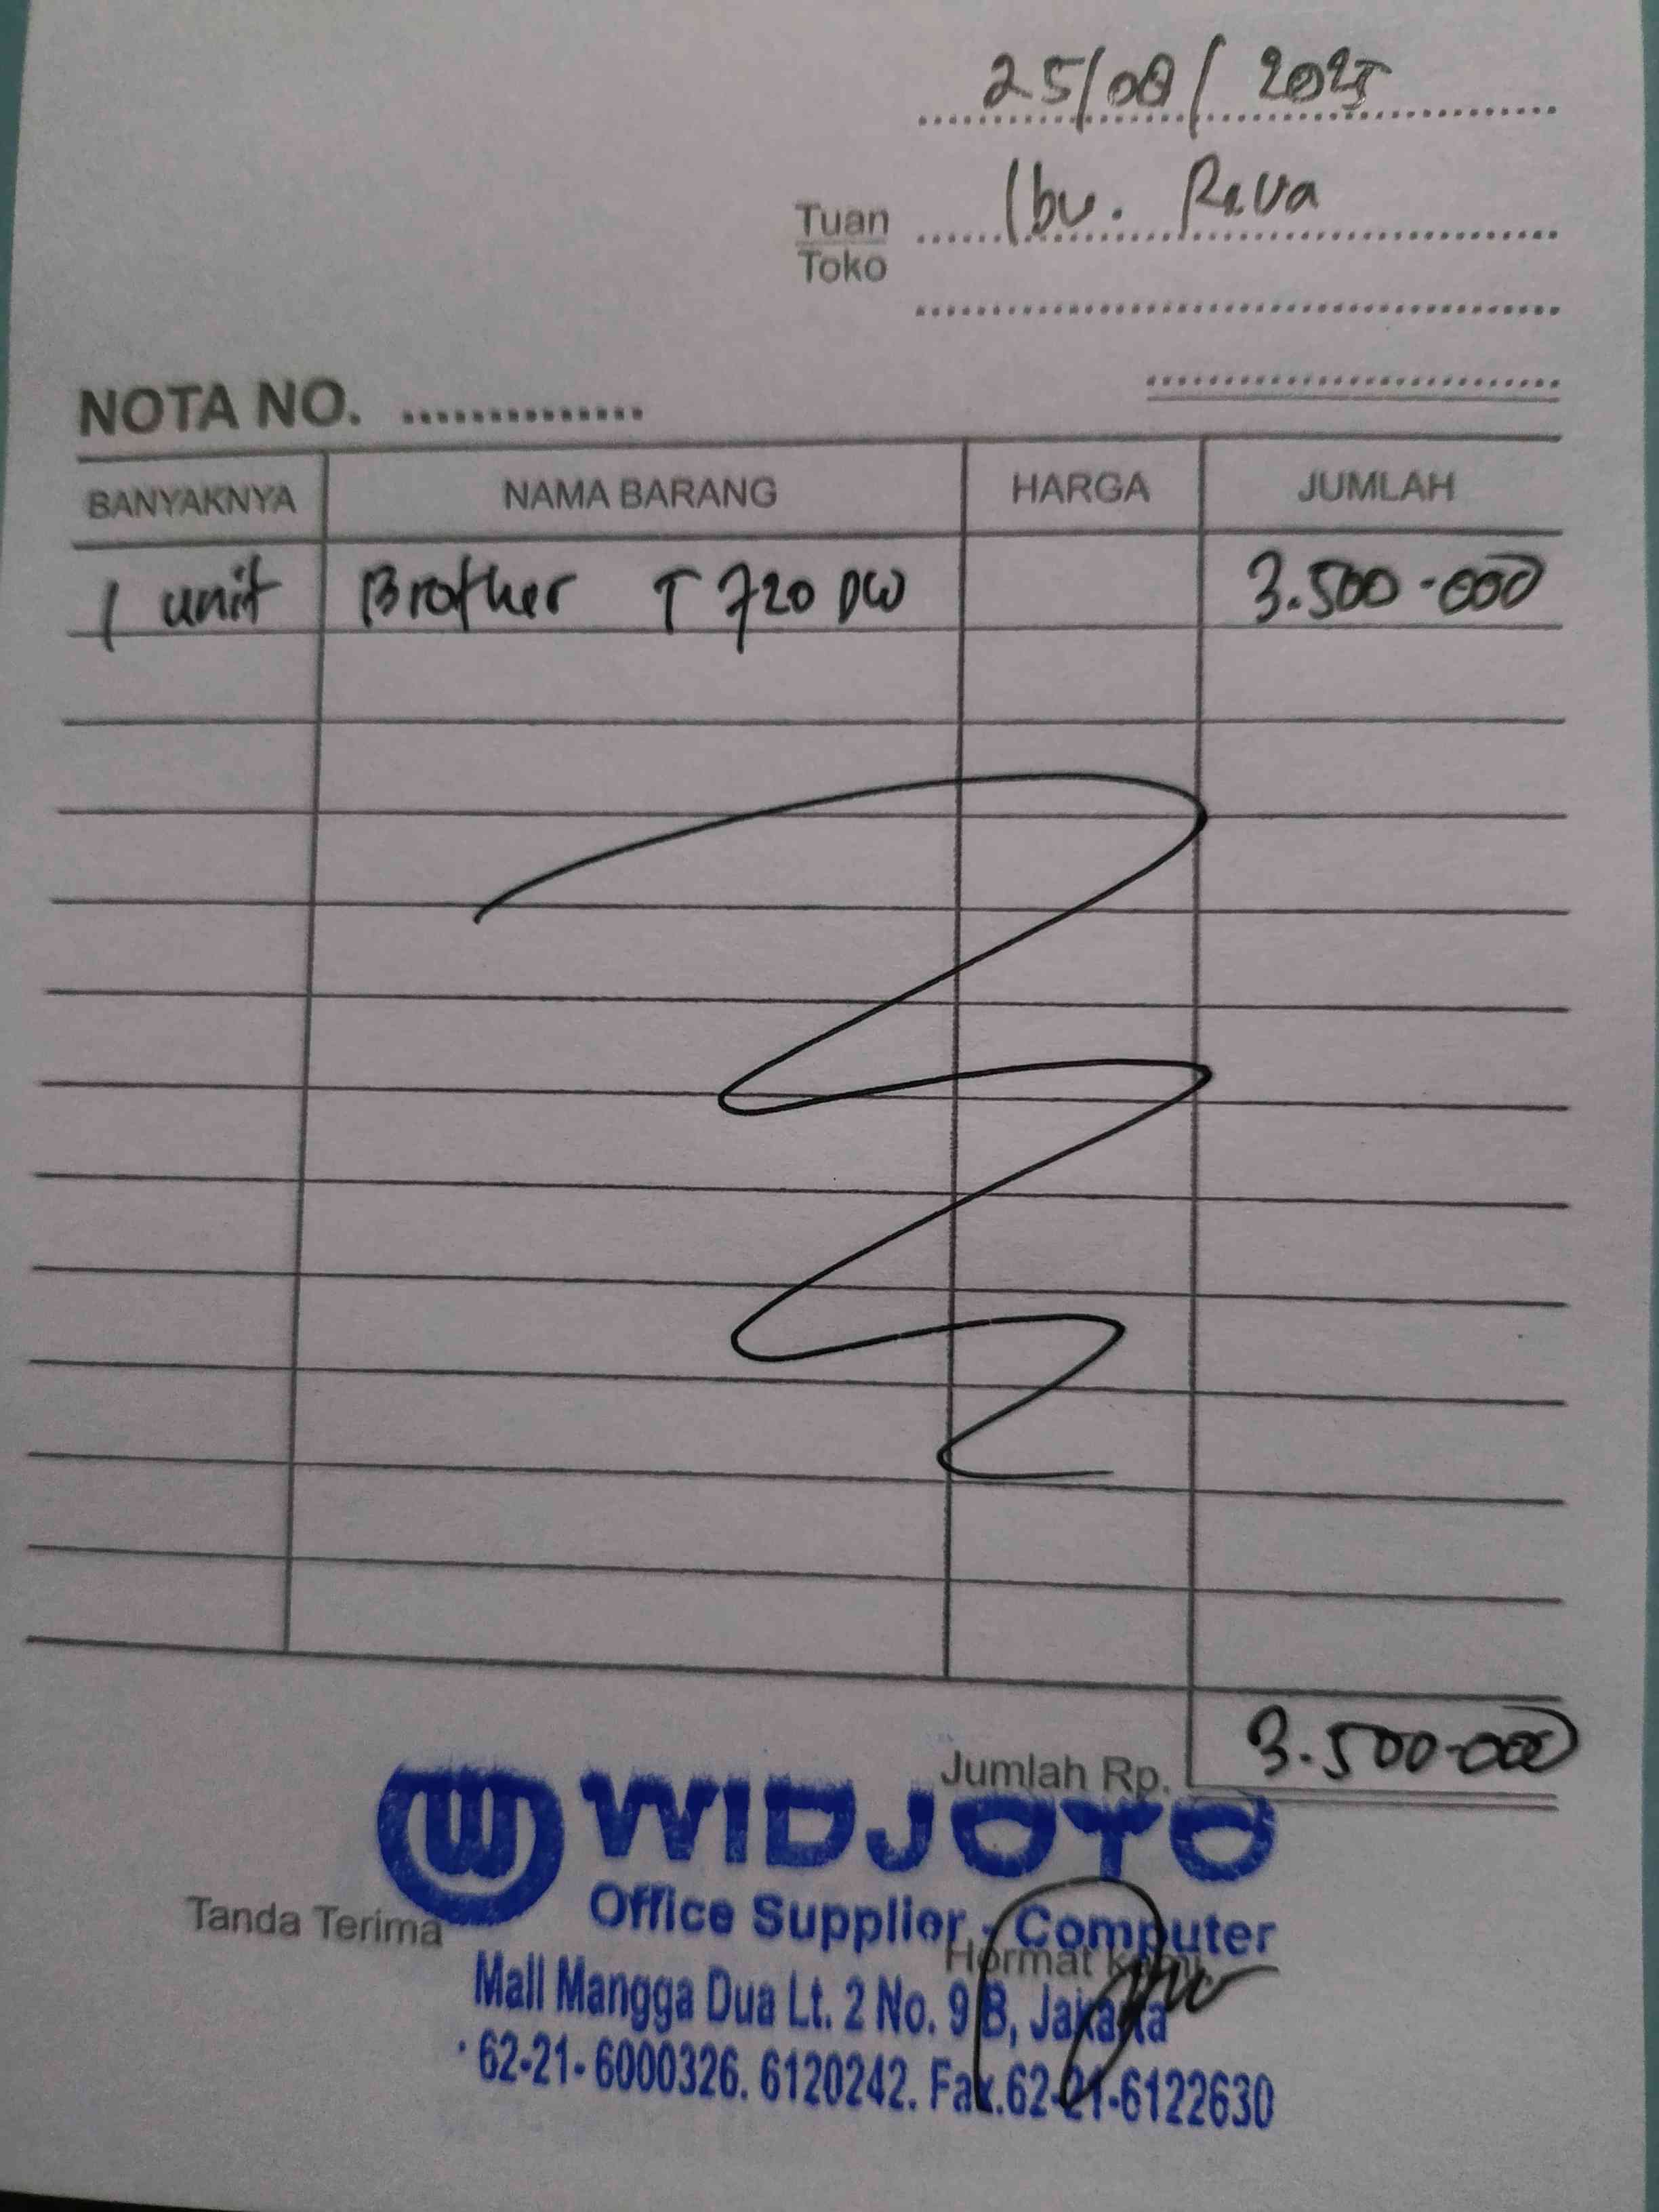 25/08/2025
Tuan Ibu. Reva
Toko
NOTA NO. ..............
BANYAKNYA NAMA BARANG HARGA JUMLAH
1 unit Brother T 720 DW 3.500.000
Jumlah Rp. 3.500.000
WIDJOYO
Office Supplier - Computer
Tanda Terima Hormat kami
Mall Mangga Dua Lt. 2 No. 9 B, Jakarta
62-21- 6000326. 6120242. Fax.62-21-6122630